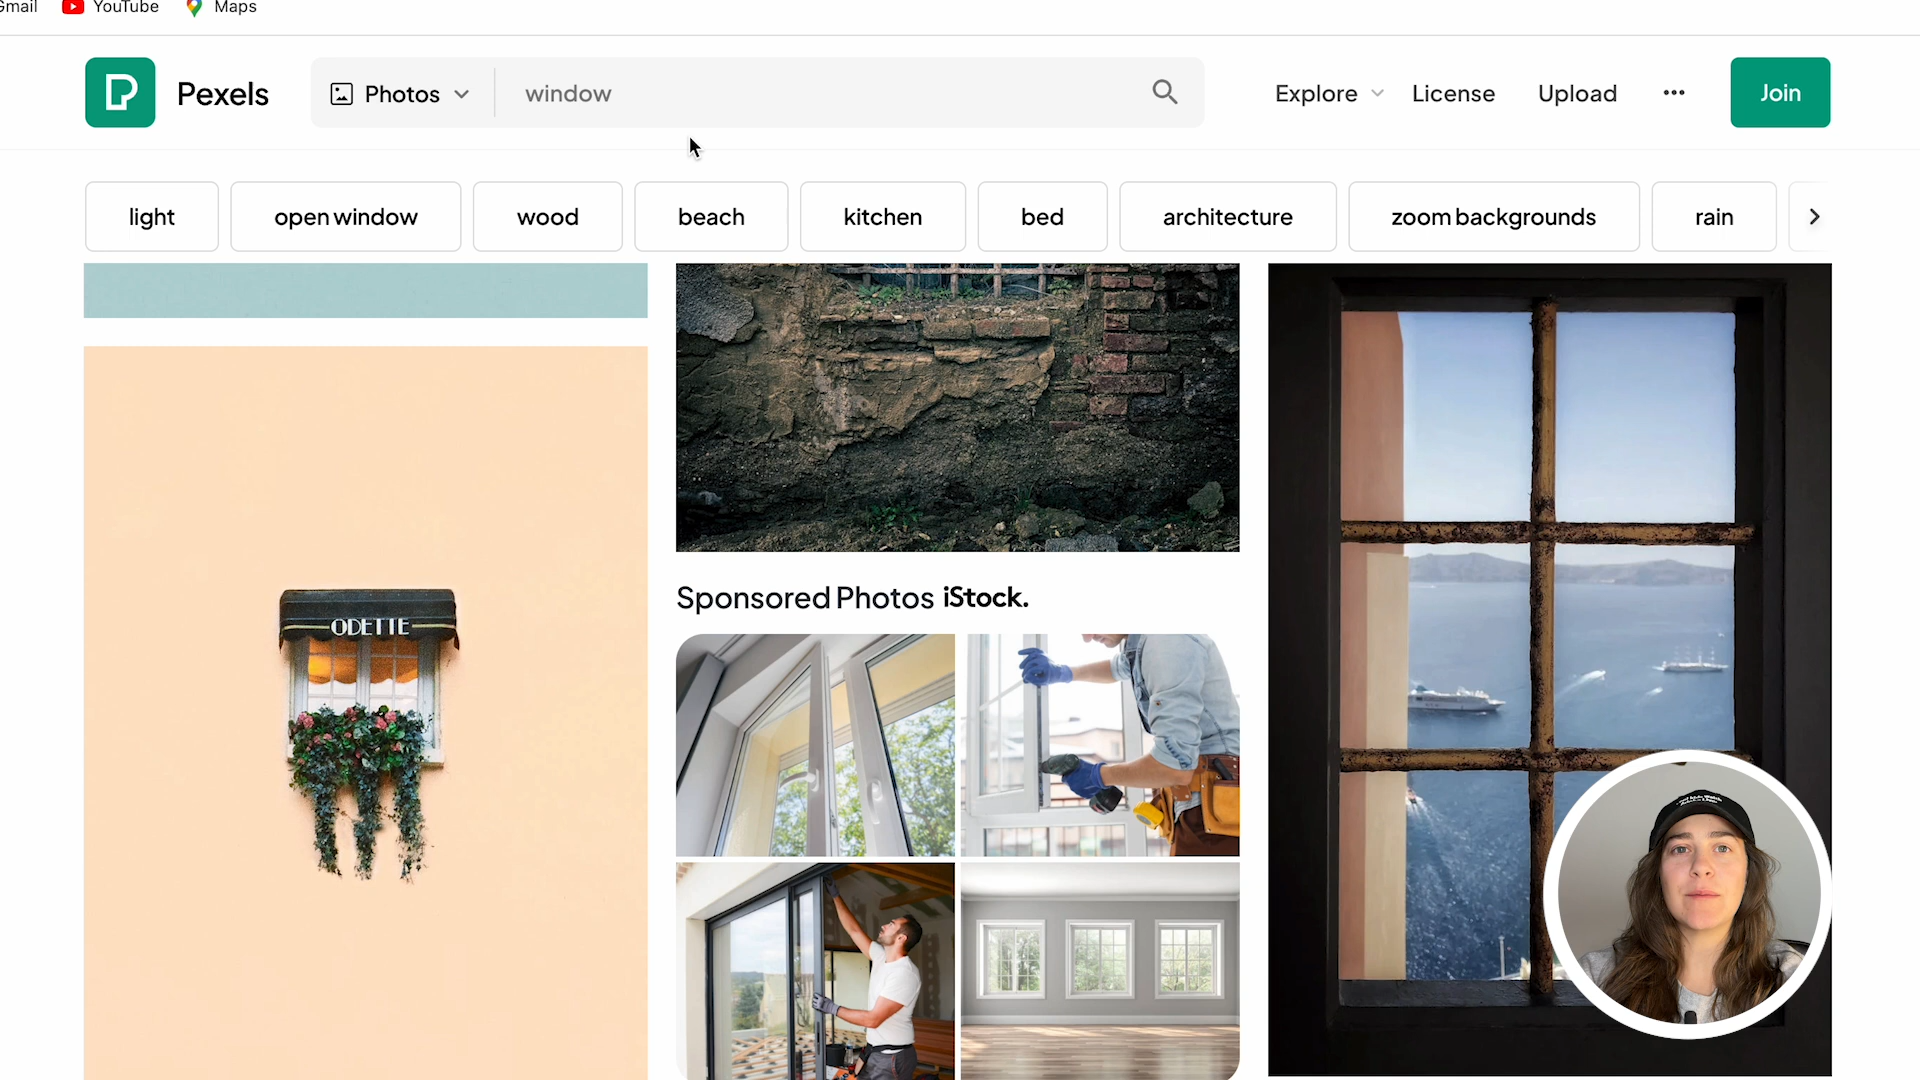 Gmail YouTube Maps
Pexels Photos window Explore License Upload ••• Join
light open window wood beach kitchen bed architecture zoom backgrounds rain
ODETTE
Sponsored Photos iStock.